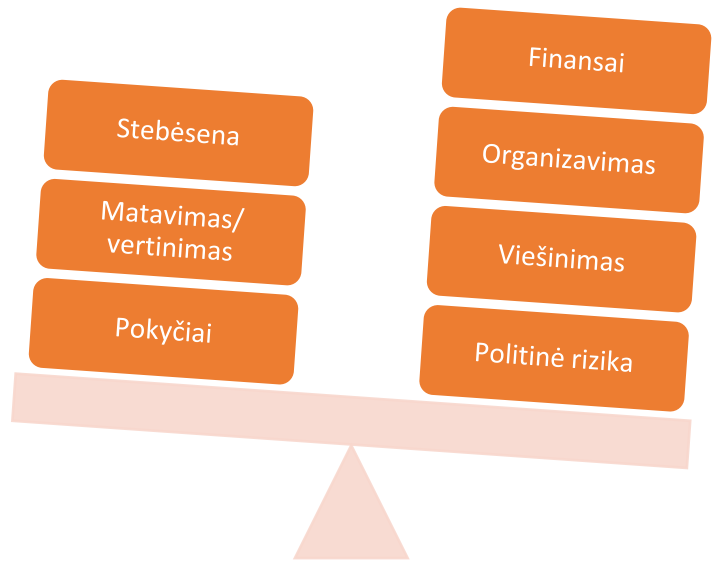 Stebėsena
Matavimas/
vertinimas
Pokyčiai
Finansai
Organizavimas
Viešinimas
Politinė rizika